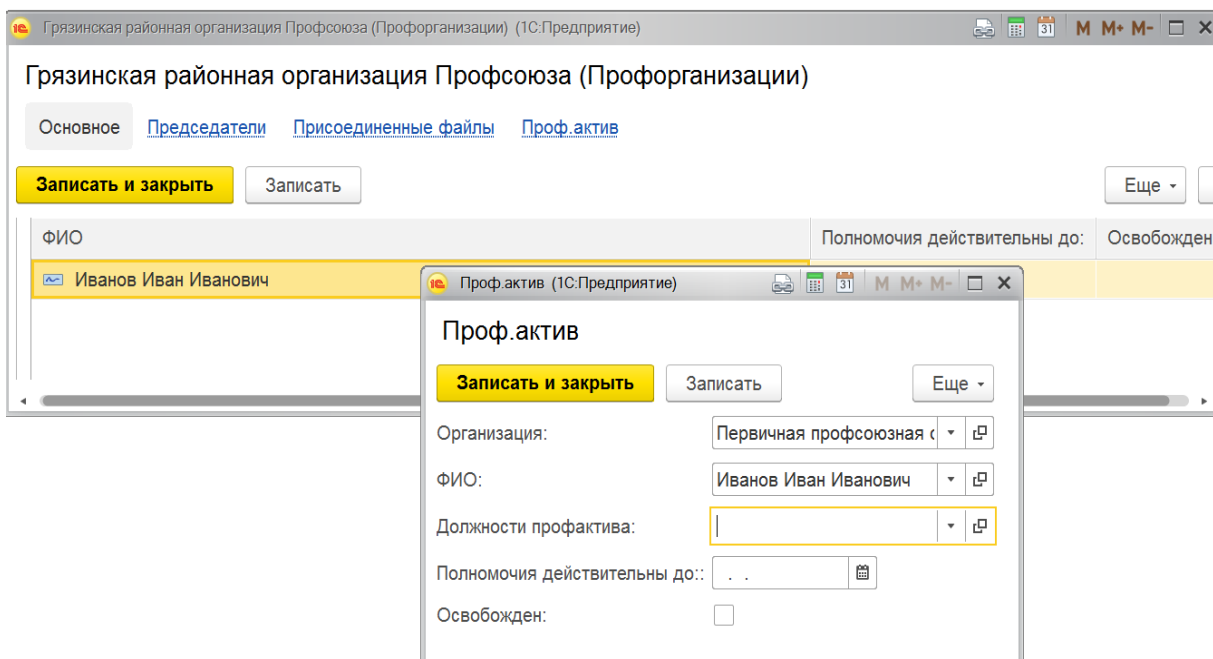 Грязинская районная организация Профсоюза (Профорганизации) (1С:Предприятие) 31 M M+ M-
Грязинская районная организация Профсоюза (Профорганизации)
Основное Председатели Присоединенные файлы Проф.актив
Записать и закрыть Записать Еще
ФИО Полномочия действительны до: Освобожден
Иванов Иван Иванович
Проф.актив (1С:Предприятие) 31 M M+ M-
Проф.актив
Записать и закрыть Записать Еще
Организация: Первичная профсоюзная
ФИО: Иванов Иван Иванович
Должности профактива:
Полномочия действительны до:: . .
Освобожден: